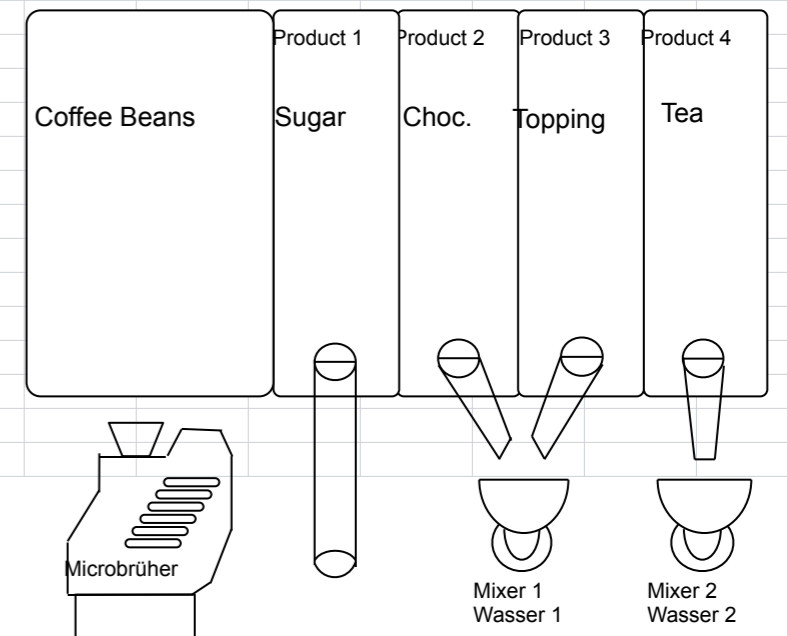 Product 1
Product 2
Product 3
Product 4
Coffee Beans
Sugar
Choc.
Topping
Tea
Microbrüher
Mixer 1
Wasser 1
Mixer 2
Wasser 2